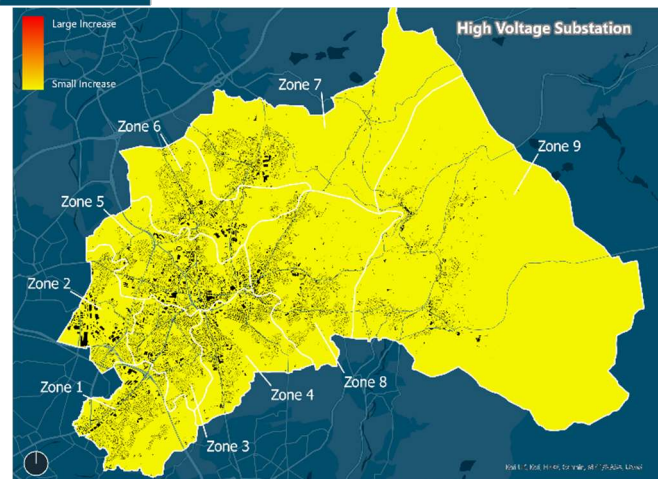 Large Increase
Small Increase
High Voltage Substation
Zone 7
Zone 6
Zone 9
Zone 5
Zone 2
Zone 8
Zone 1
Zone 4
Zone 3